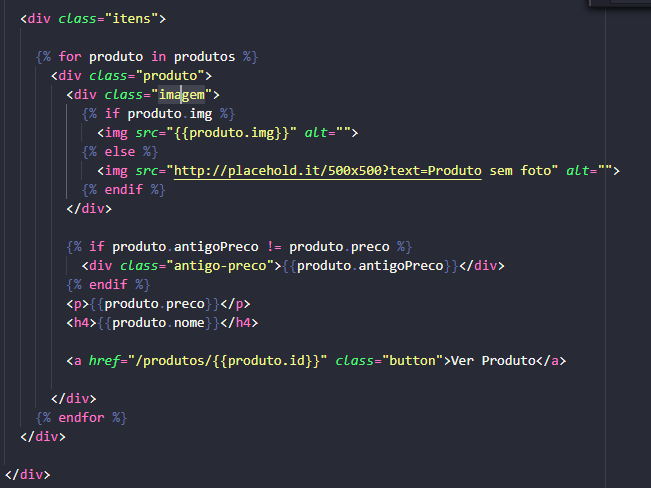 <div class="itens">
{% for produto in produtos %}
<div class="produto">
<div class="imagem">
{% if produto.img %}
<img src="{{produto.img}}" alt="">
{% else %}
<img src="http://placehold.it/500x500?text=Produto sem foto" alt="">
{% endif %}
</div>
{% if produto.antigoPreco != produto.preco %}
<div class="antigo-preco">{{produto.antigoPreco}}</div>
{% endif %}
<p>{{produto.preco}}</p>
<h4>{{produto.nome}}</h4>
<a href="/produtos/{{produto.id}}" class="button">Ver Produto</a>
</div>
{% endfor %}
</div>
</div>